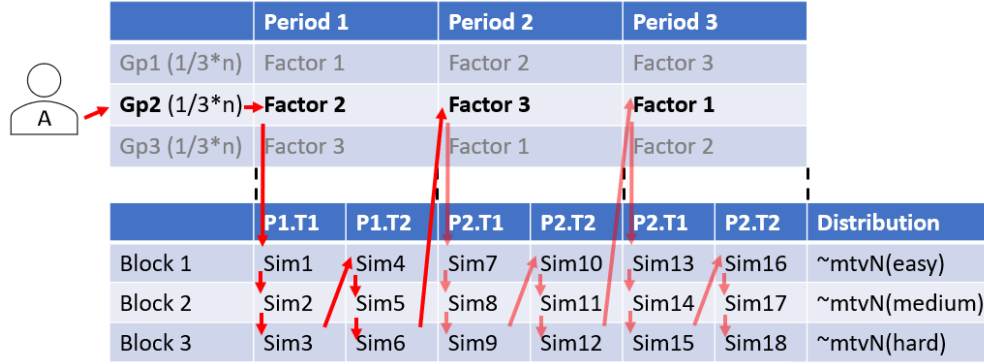 Period 1 Period 2 Period 3
Gp1 (1/3*n) Factor 1 Factor 2 Factor 3
A Gp2 (1/3*n) Factor 2 Factor 3 Factor 1
Gp3 (1/3*n) Factor 3 Factor 1 Factor 2
P1.T1 P1.T2 P2.T1 P2.T2 P2.T1 P2.T2 Distribution
Block 1 Sim1 Sim4 Sim7 Sim10 Sim13 Sim16 ~mtvN(easy)
Block 2 Sim2 Sim5 Sim8 Sim11 Sim14 Sim17 ~mtvN(medium)
Block 3 Sim3 Sim6 Sim9 Sim12 Sim15 Sim18 ~mtvN(hard)